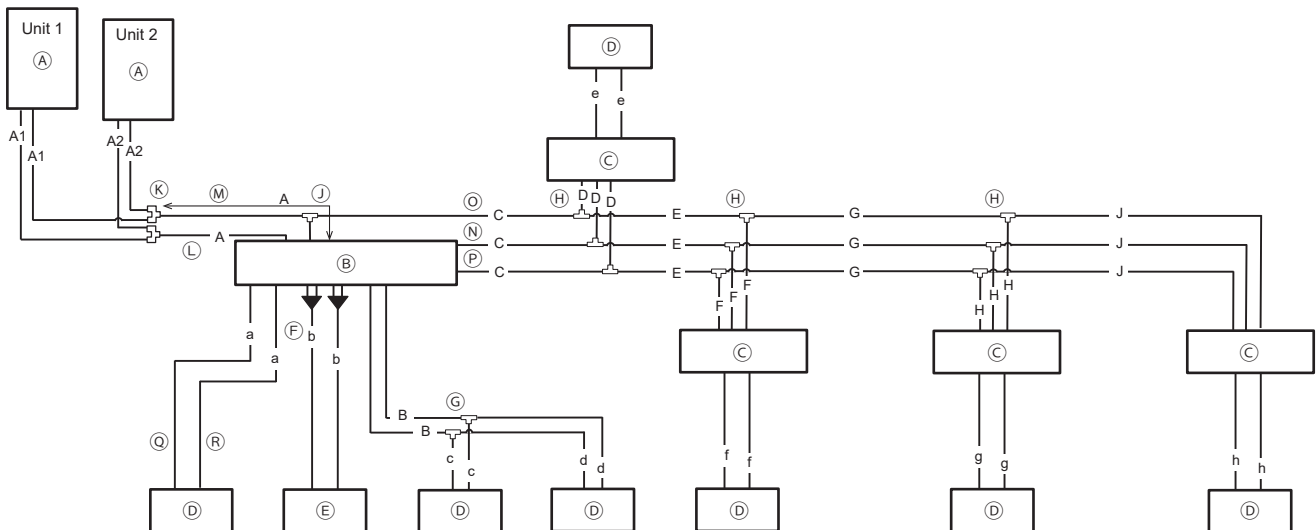 Unit 1
Unit 2
Ⓐ
Ⓐ
Ⓓ
e e
A1 A1 A2 A2
Ⓒ
Ⓚ Ⓜ A Ⓙ Ⓞ C Ⓗ D D D E Ⓗ G Ⓗ J
Ⓛ A Ⓝ C E G J
Ⓑ Ⓟ C E G J
F F F H H H
a a Ⓕ b b
Ⓒ Ⓒ Ⓒ
B Ⓖ
B
Ⓠ Ⓡ c c d d f f g g h h
Ⓓ Ⓔ Ⓓ Ⓓ Ⓓ Ⓓ Ⓓ